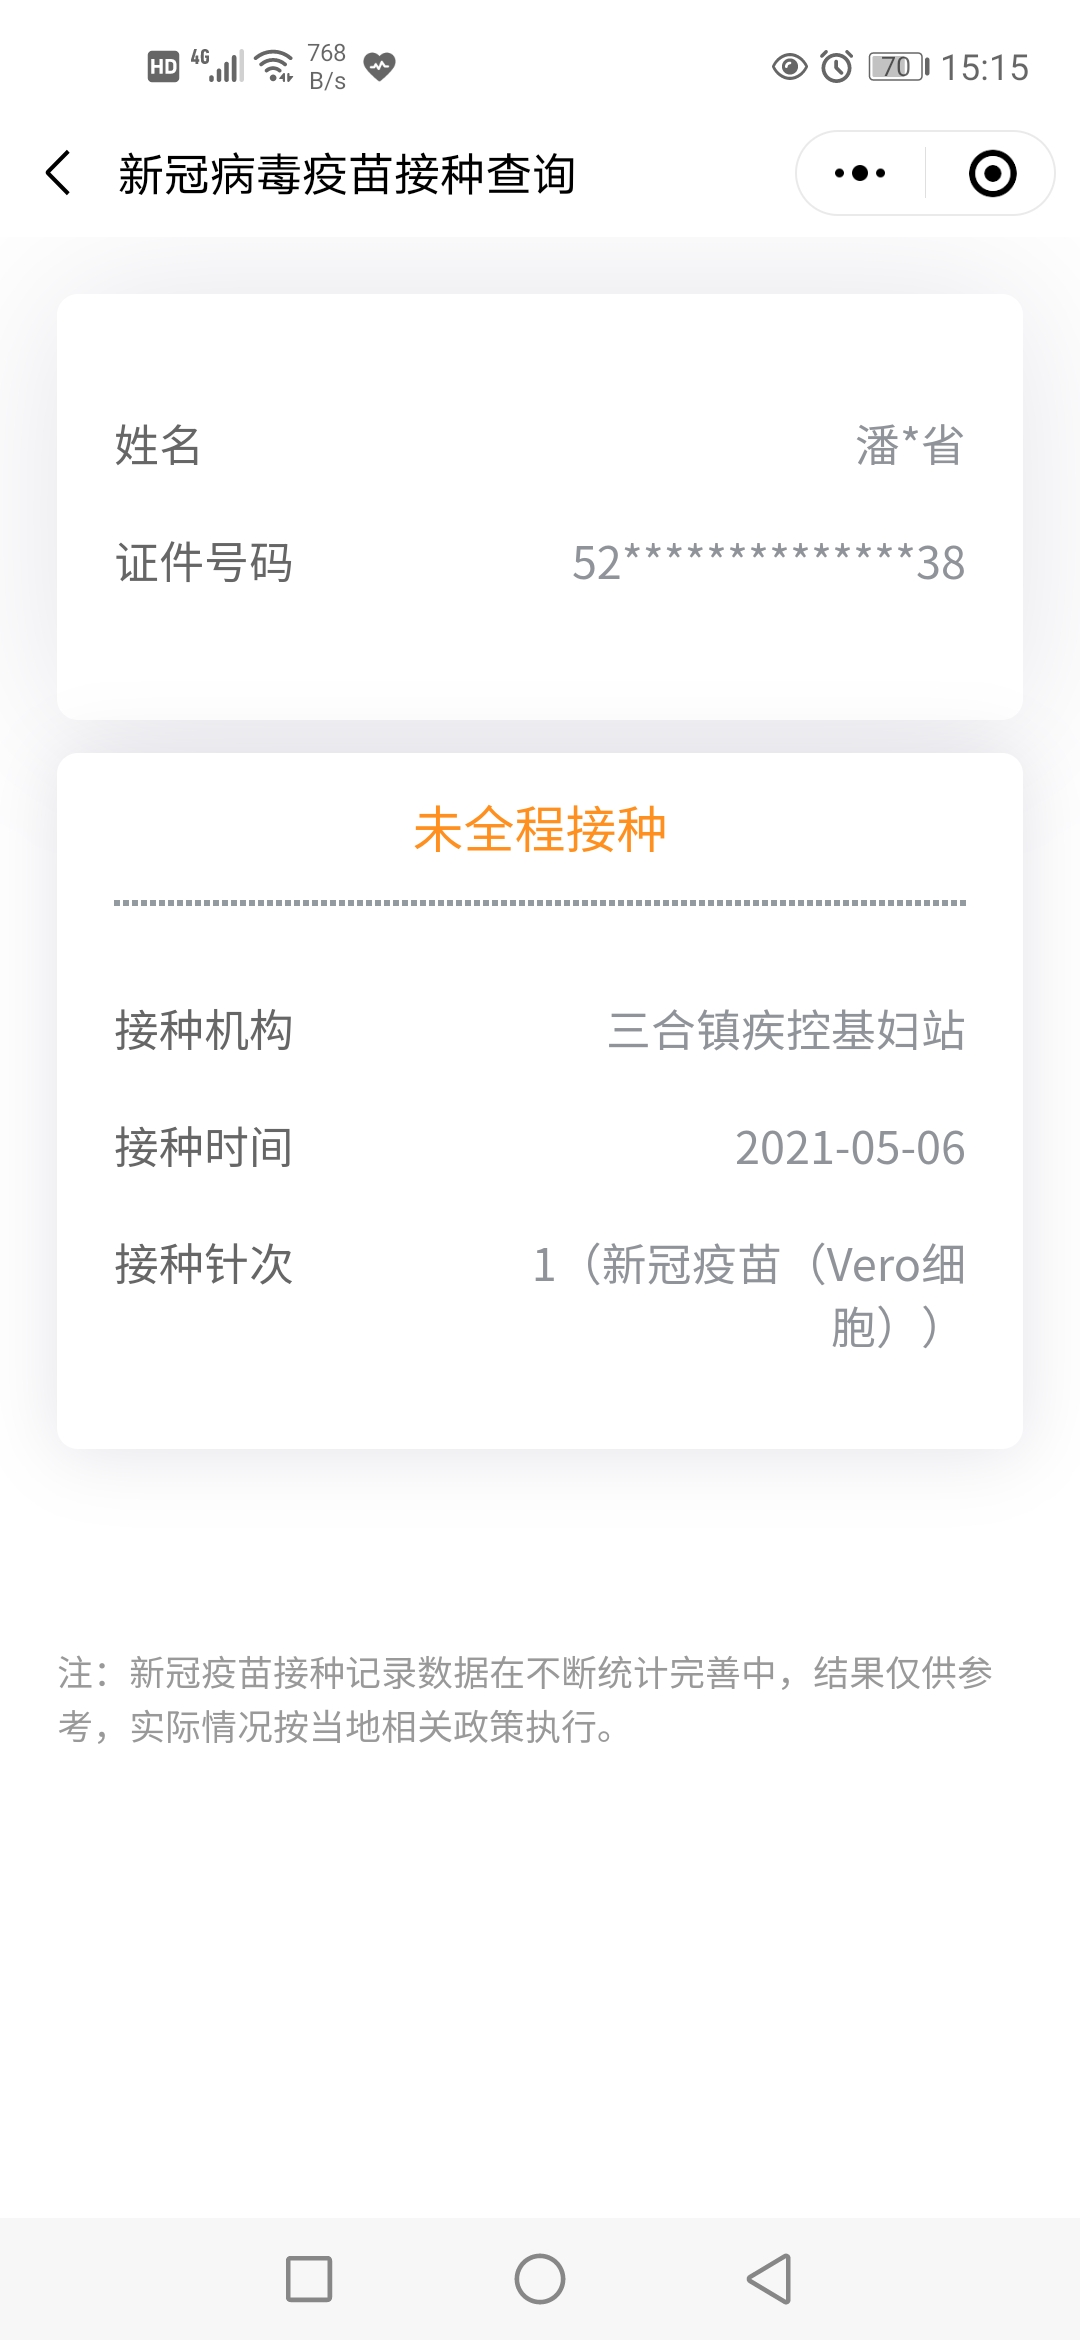 HD 4G 768 B/s 70 15:15
新冠病毒疫苗接种查询
姓名 潘*省
证件号码 52**************38
未全程接种
接种机构 三合镇疾控基妇站
接种时间 2021-05-06
接种针次 1（新冠疫苗（Vero细
胞））
注：新冠疫苗接种记录数据在不断统计完善中，结果仅供参
考，实际情况按当地相关政策执行。